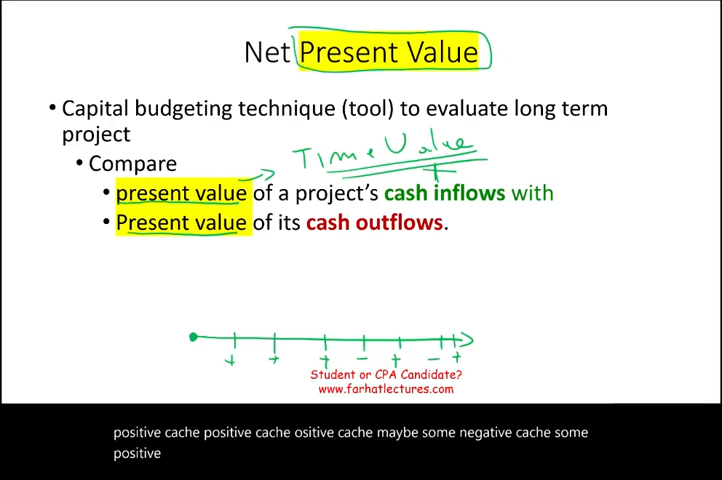 Net Present Value
• Capital budgeting technique (tool) to evaluate long term
project
Time Value
• Compare
• present value of a project's cash inflows with
• Present value of its cash outflows.
+ + + - + - +
Student or CPA Candidate?
www.farhatlectures.com
positive cache positive cache ositive cache maybe some negative cache some
positive